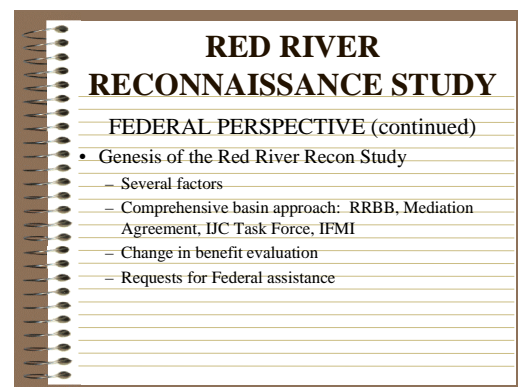 RED RIVER
RECONNAISSANCE STUDY
FEDERAL PERSPECTIVE (continued)
• Genesis of the Red River Recon Study
– Several factors
– Comprehensive basin approach: RRBB, Mediation
Agreement, IJC Task Force, IFMI
– Change in benefit evaluation
– Requests for Federal assistance